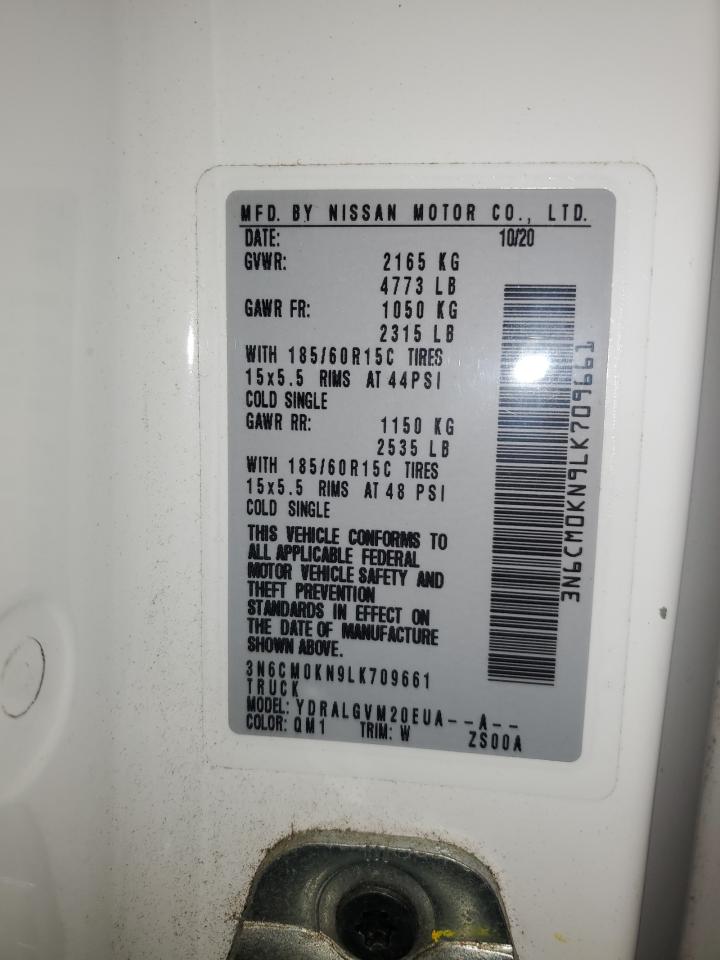 MFD. BY NISSAN MOTOR CO., LTD.
DATE: 10/20
GVWR: 2165 KG
4773 LB
GAWR FR: 1050 KG
2315 LB
WITH 185/60R15C TIRES
15x5.5 RIMS AT 44PSI
COLD SINGLE
GAWR RR: 1150 KG
2535 LB
WITH 185/60R15C TIRES
15x5.5 RIMS AT 48 PSI
COLD SINGLE
THIS VEHICLE CONFORMS TO
ALL APPLICABLE FEDERAL
MOTOR VEHICLE SAFETY AND
THEFT PREVENTION
STANDARDS IN EFFECT ON
THE DATE OF MANUFACTURE
SHOWN ABOVE.
3N6CM0KN9LK709661
TRUCK
MODEL: YDRALGVM20EUA--A--
COLOR: QM1 TRIM: W ZS00A
3N6CM0KN9LK709661